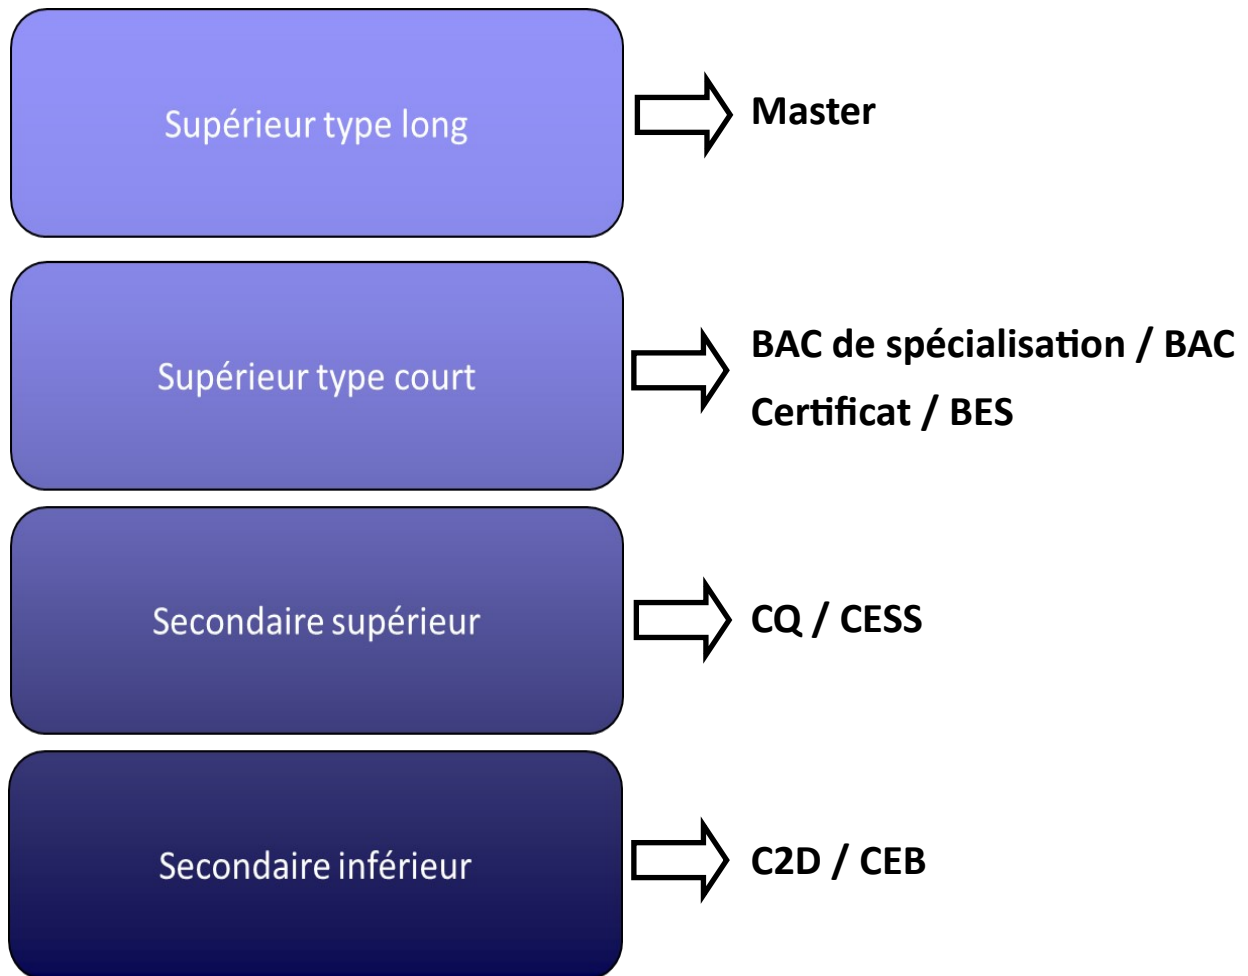 Supérieur type long
Master
Supérieur type court
BAC de spécialisation / BAC
Certificat / BES
Secondaire supérieur
CQ / CESS
Secondaire inférieur
C2D / CEB